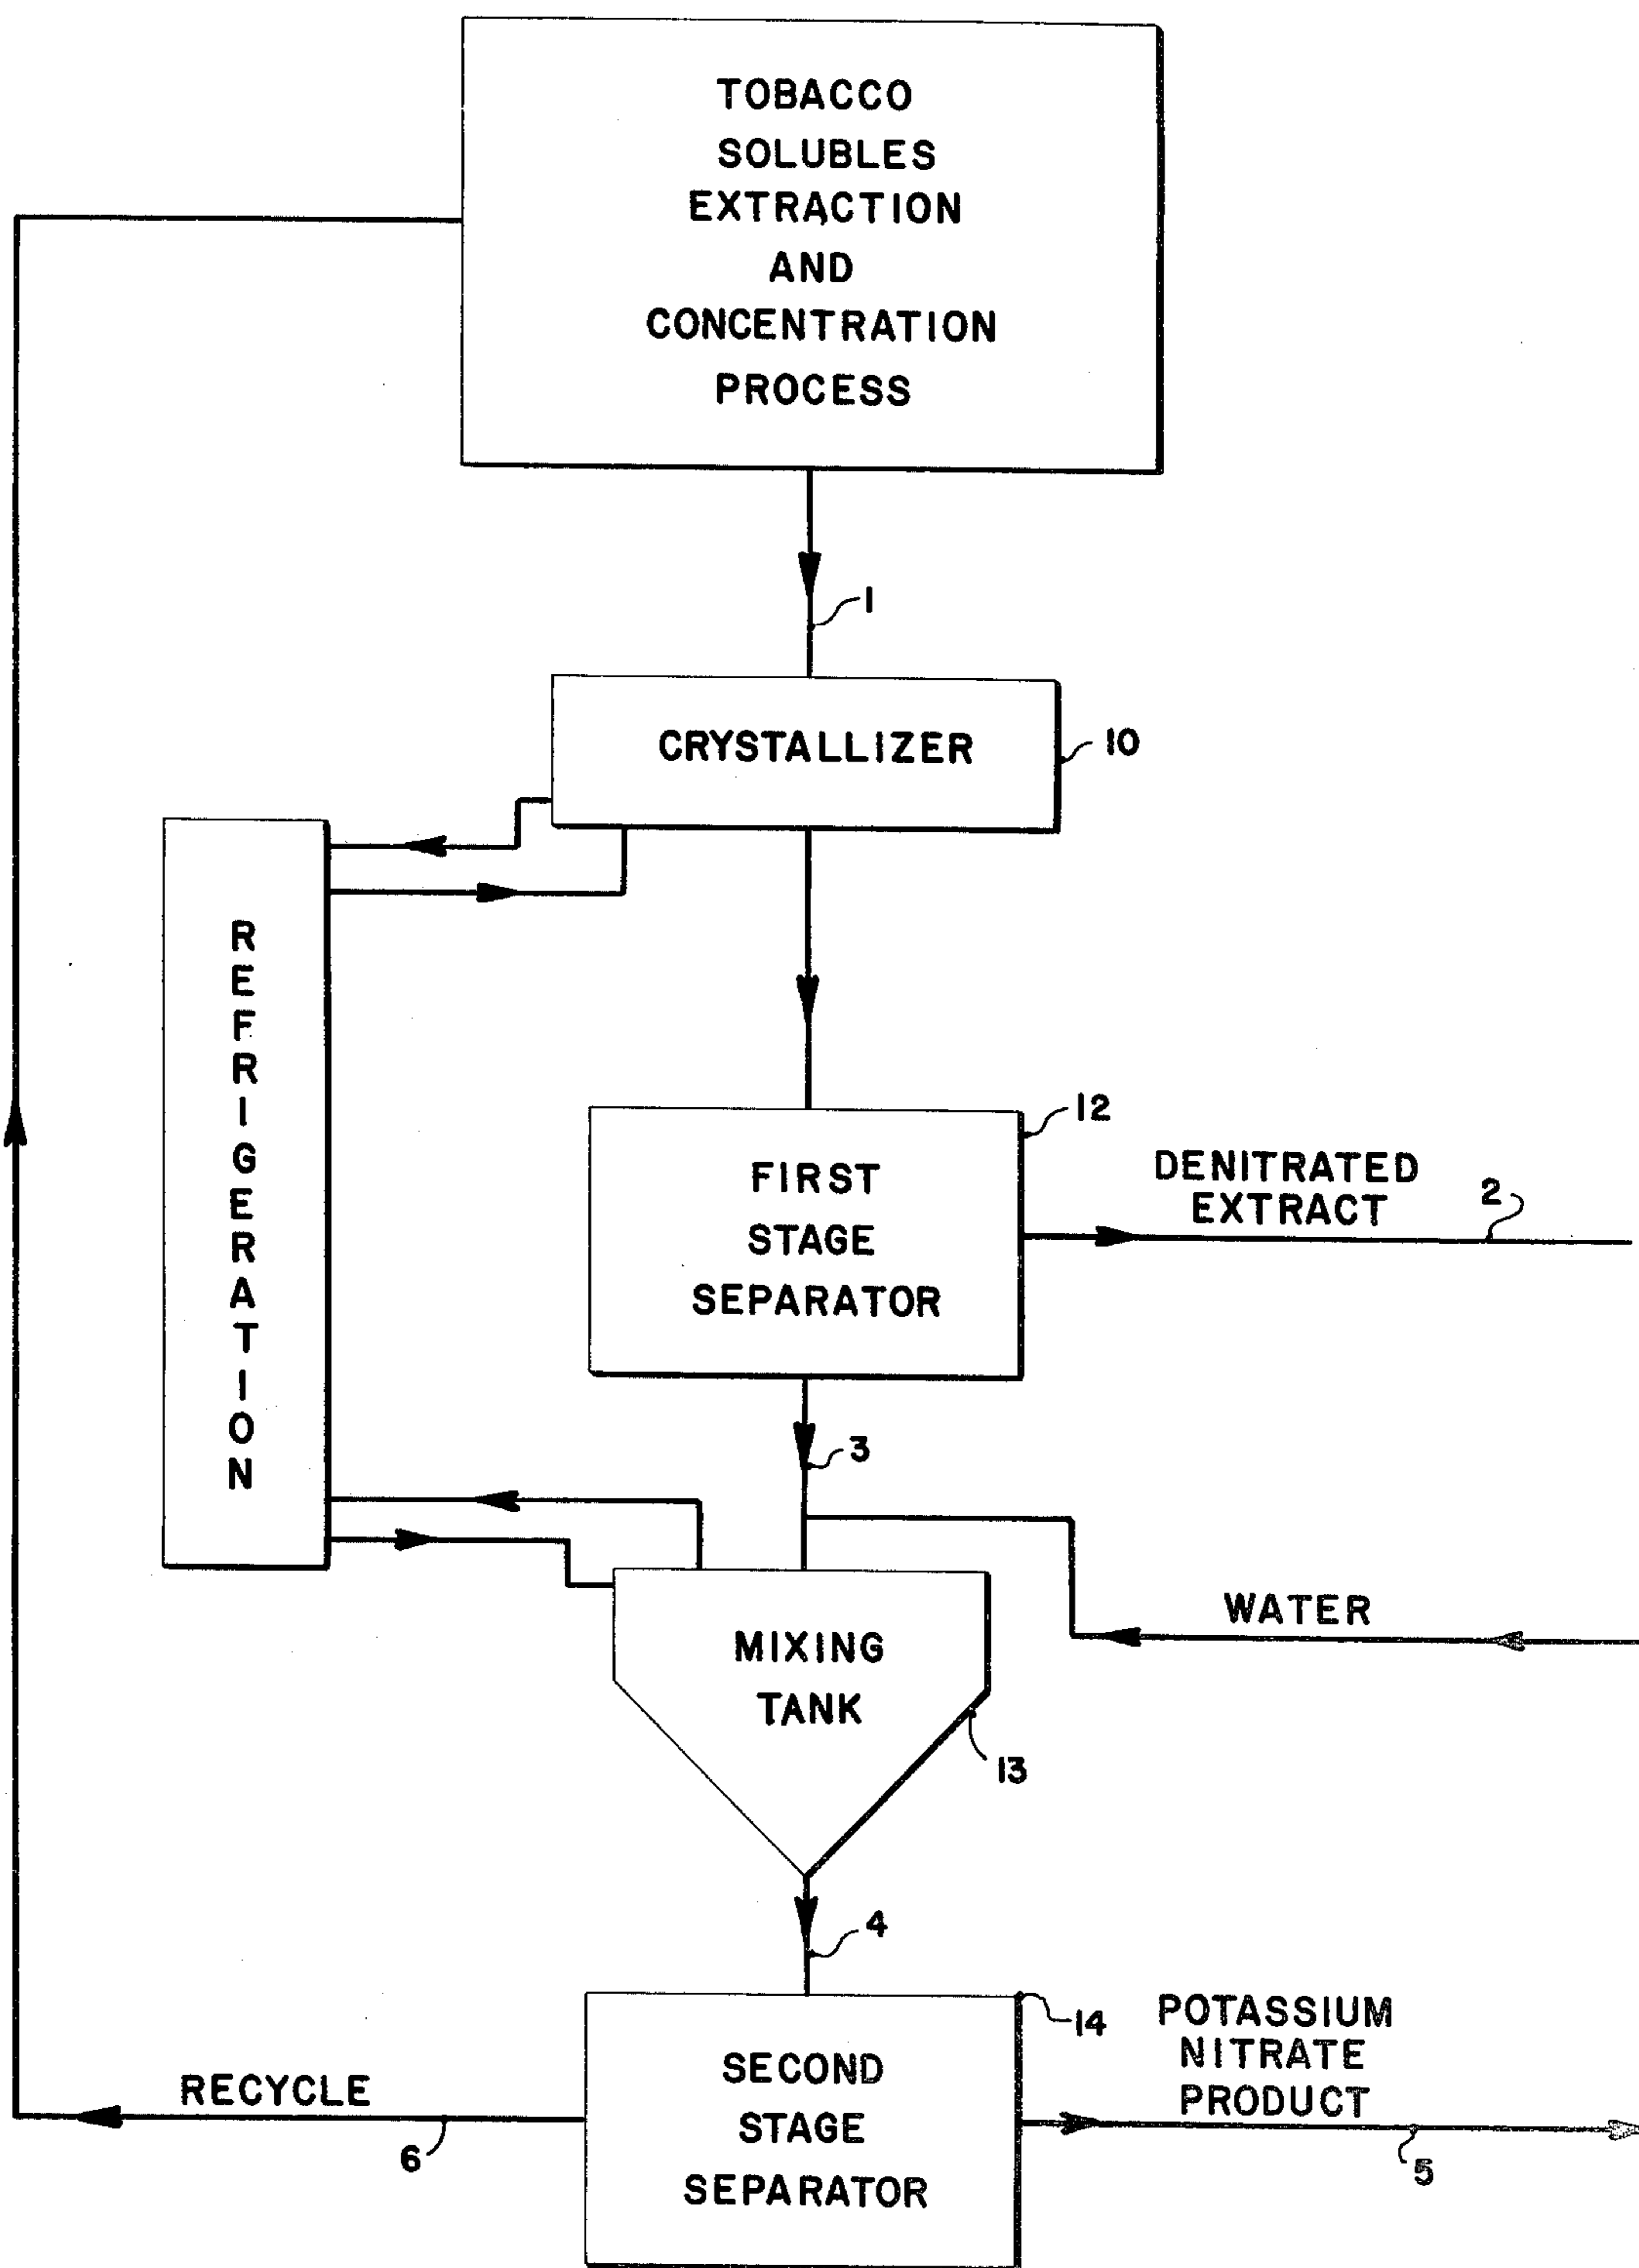 TOBACCO
SOLUBLES
EXTRACTION
AND
CONCENTRATION
PROCESS
1
CRYSTALLIZER
10
REFRIGERATION
12
FIRST
STAGE
SEPARATOR
DENITRATED
EXTRACT
2
3
WATER
MIXING
TANK
13
4
14
SECOND
STAGE
SEPARATOR
POTASSIUM
NITRATE
PRODUCT
5
RECYCLE
6